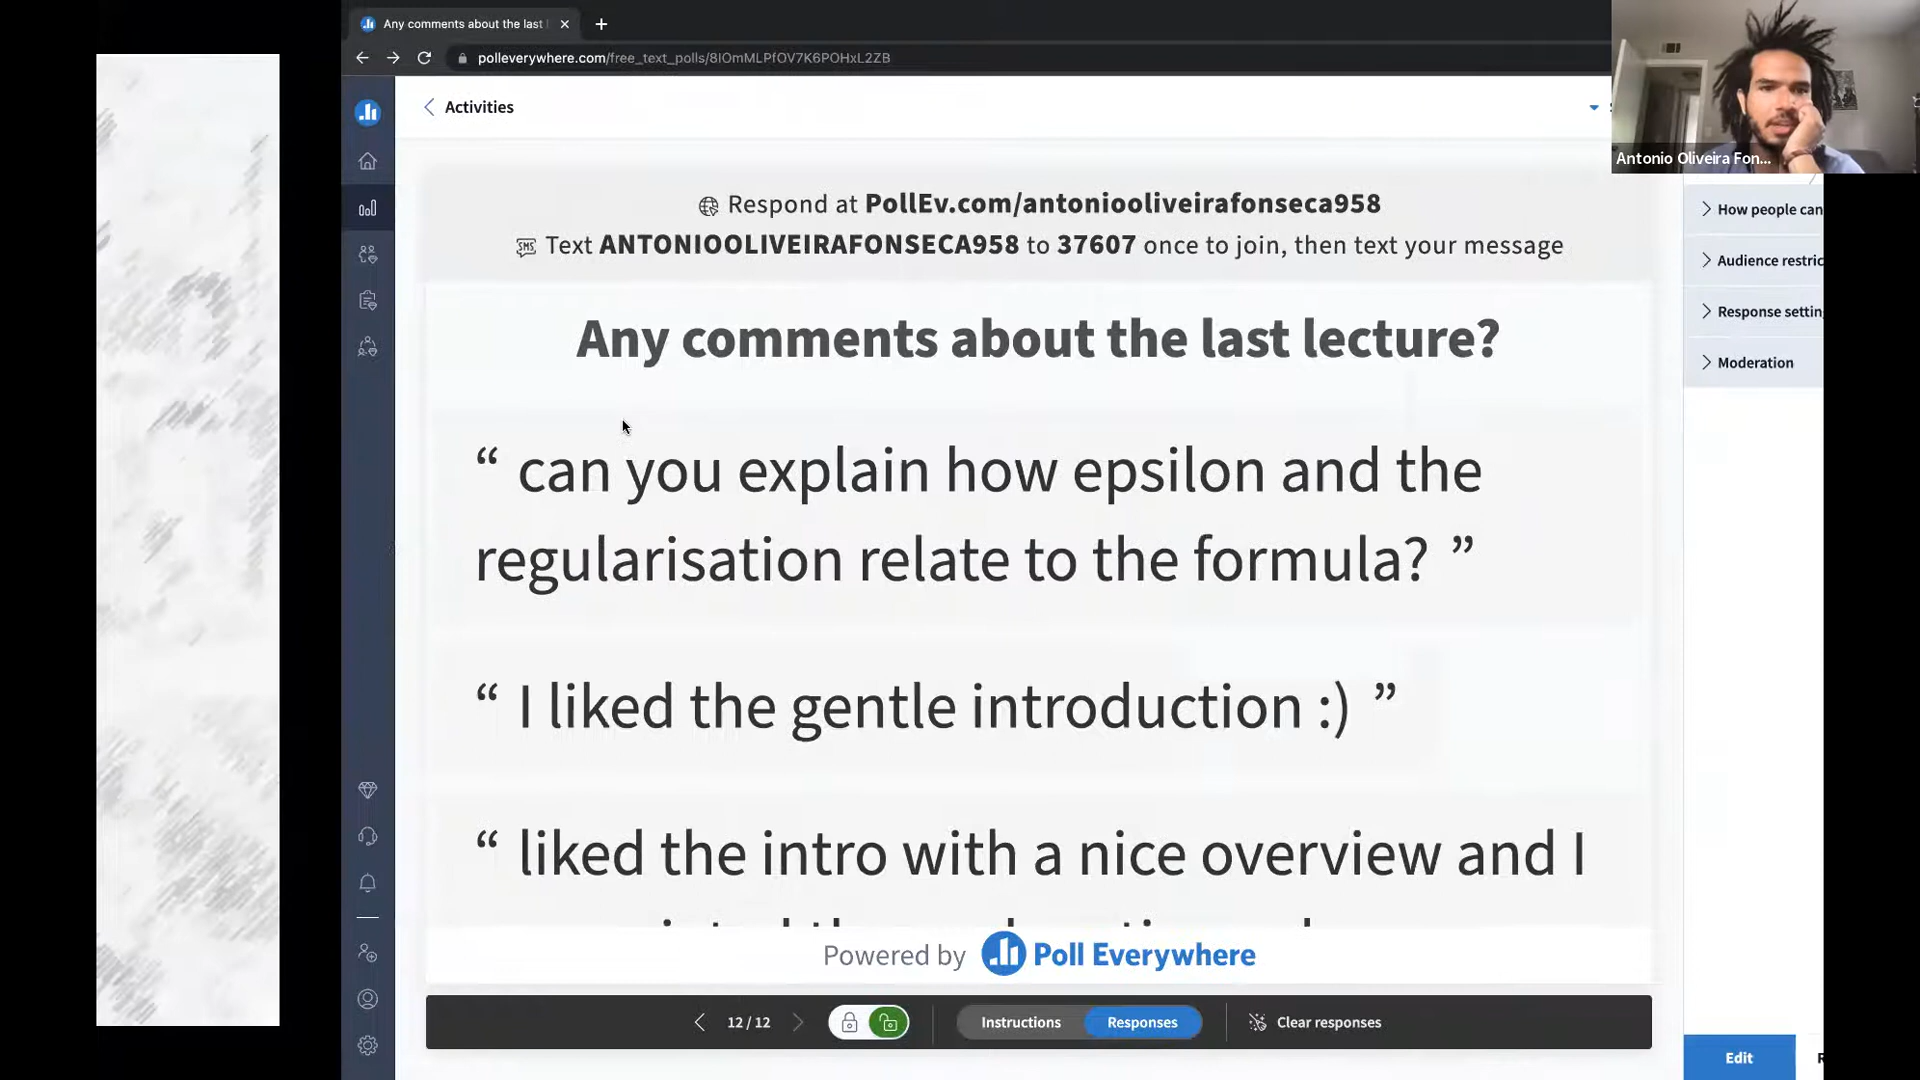 Any comments about the last
polleverywhere.com/free_text_polls/8IOmMLPfOV7K6POHxL2ZB
Activities
Antonio Oliveira Fon...
Respond at PollEv.com/antoniooliveirafonseca958
SMS Text ANTONIOOLIVEIRAFONSECA958 to 37607 once to join, then text your message
How people can
Audience restric
Response settin
Moderation
Any comments about the last lecture?
“ can you explain how epsilon and the
regularisation relate to the formula? ”
“ I liked the gentle introduction :) ”
“ liked the intro with a nice overview and I
Powered by Poll Everywhere
12 / 12
Instructions
Responses
Clear responses
Edit